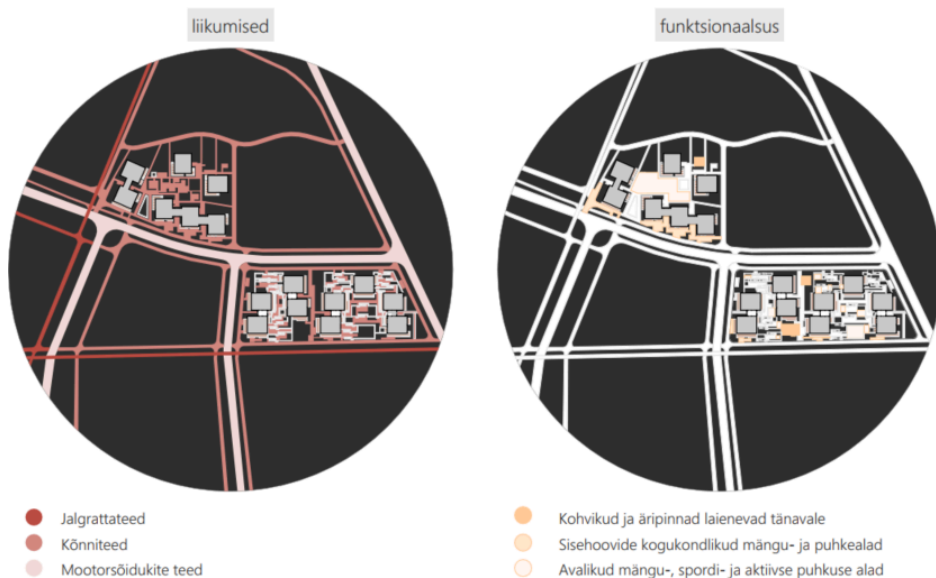 liikumised
funktsionaalsus
Jalgrattateed
Kõnniteed
Mootorsõidukite teed
Kohvikud ja äripinnad laienevad tänavale
Sisehoovide kogukondlikud mängu- ja puhkealad
Avalikud mängu-, spordi- ja aktiivse puhkuse alad